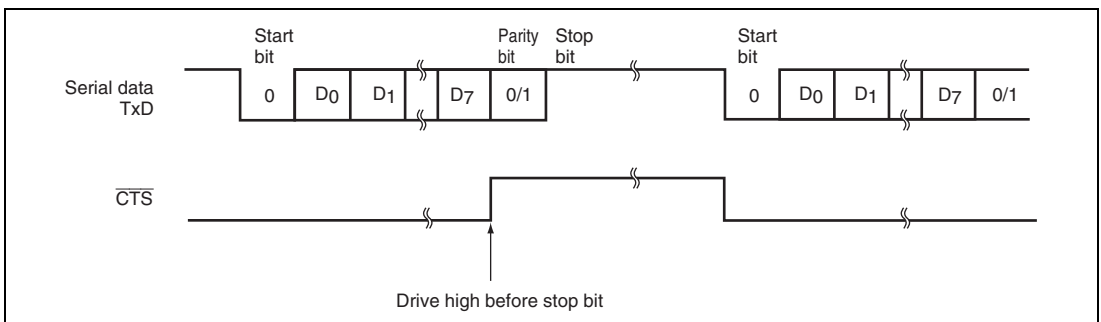 Start bit
Parity bit
Stop bit
Start bit
Serial data TxD
0
D0
D1
D7
0/1
0
D0
D1
D7
0/1
CTS
Drive high before stop bit